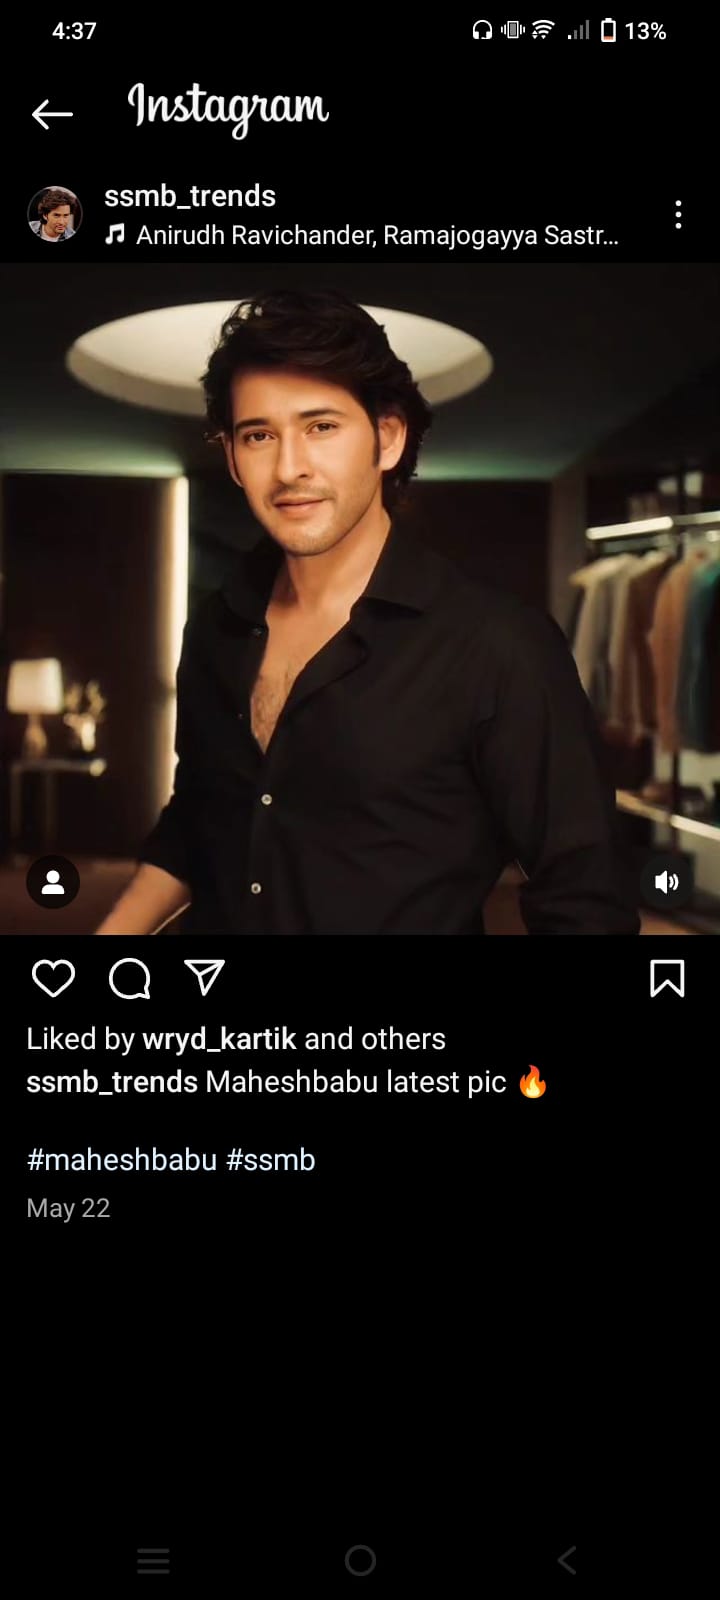 4:37 13%
Instagram
ssmb_trends
Anirudh Ravichander, Ramajogayya Sastr...
Liked by wryd_kartik and others
ssmb_trends Maheshbabu latest pic 🔥
#maheshbabu #ssmb
May 22